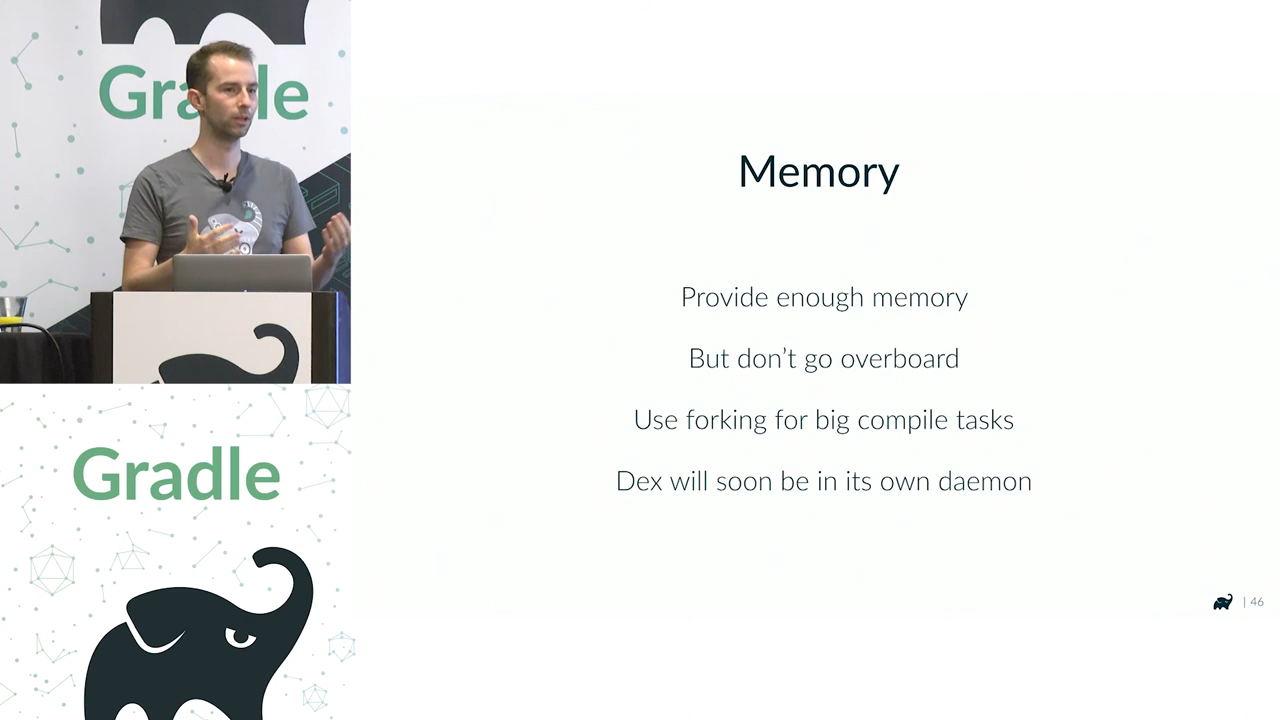 Gradle
Gradle
Memory
Provide enough memory
But don’t go overboard
Use forking for big compile tasks
Dex will soon be in its own daemon
| 46